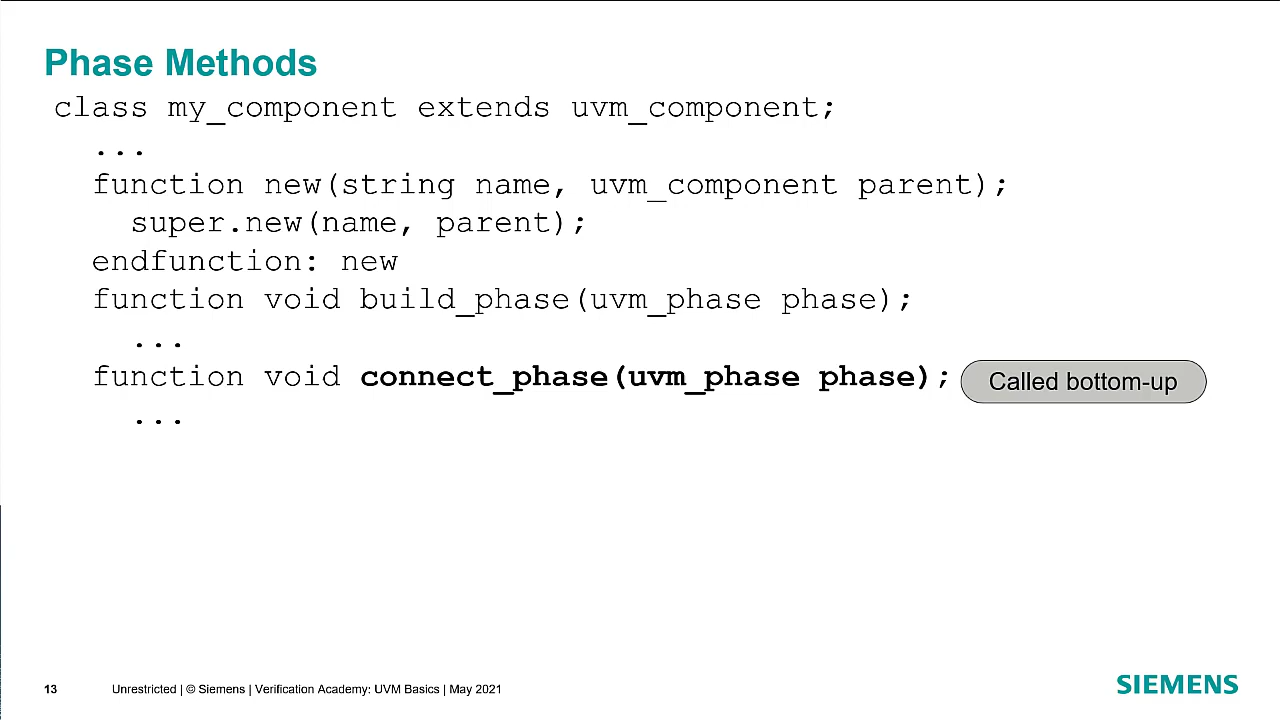 Phase Methods
class my_component extends uvm_component;
...
function new(string name, uvm_component parent);
super.new(name, parent);
endfunction: new
function void build_phase(uvm_phase phase);
...
function void connect_phase(uvm_phase phase);
Called bottom-up
...
13
Unrestricted | © Siemens | Verification Academy: UVM Basics | May 2021
SIEMENS